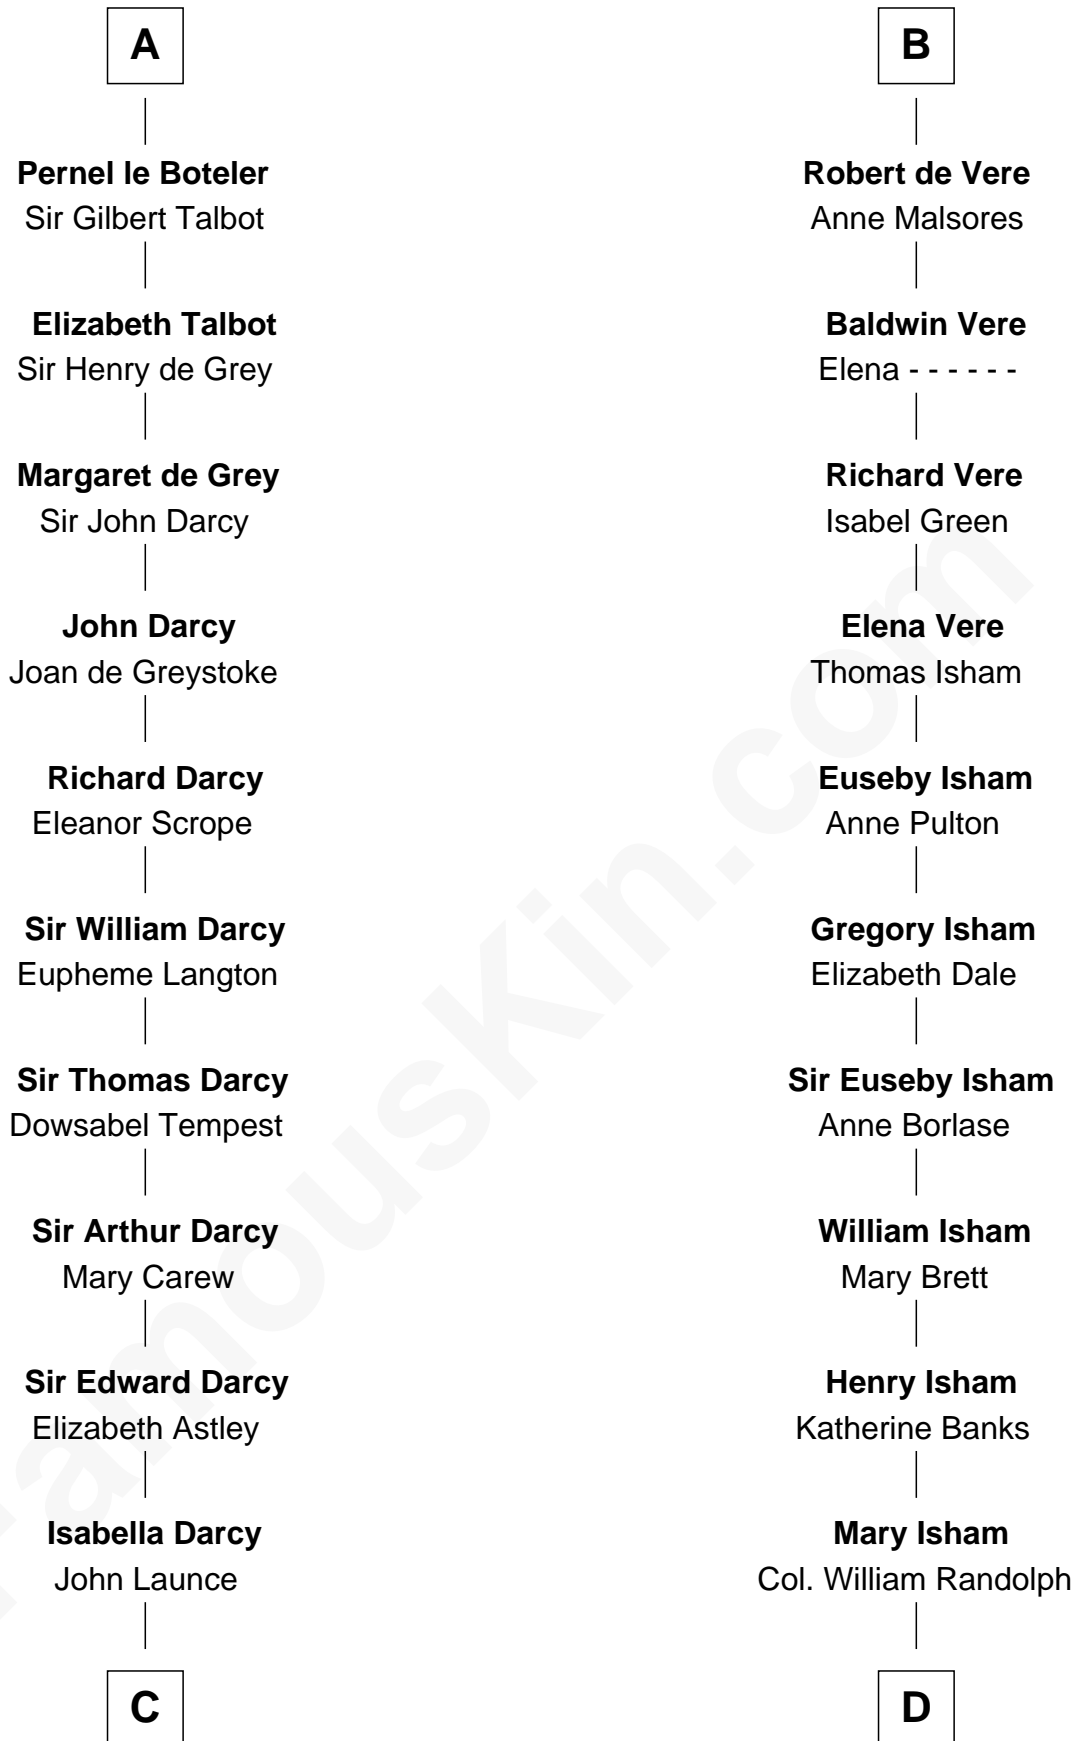 A
Pernel le Boteler
Sir Gilbert Talbot
Elizabeth Talbot
Sir Henry de Grey
Margaret de Grey
Sir John Darcy
John Darcy
Joan de Greystoke
Richard Darcy
Eleanor Scrope
Sir William Darcy
Eupheme Langton
Sir Thomas Darcy
Dowsabel Tempest
Sir Arthur Darcy
Mary Carew
Sir Edward Darcy
Elizabeth Astley
Isabella Darcy
John Launce
C
B
Robert de Vere
Anne Malsores
Baldwin Vere
Elena - - - - - -
Richard Vere
Isabel Green
Elena Vere
Thomas Isham
Euseby Isham
Anne Pulton
Gregory Isham
Elizabeth Dale
Sir Euseby Isham
Anne Borlase
William Isham
Mary Brett
Henry Isham
Katherine Banks
Mary Isham
Col. William Randolph
D
FamousKin.com